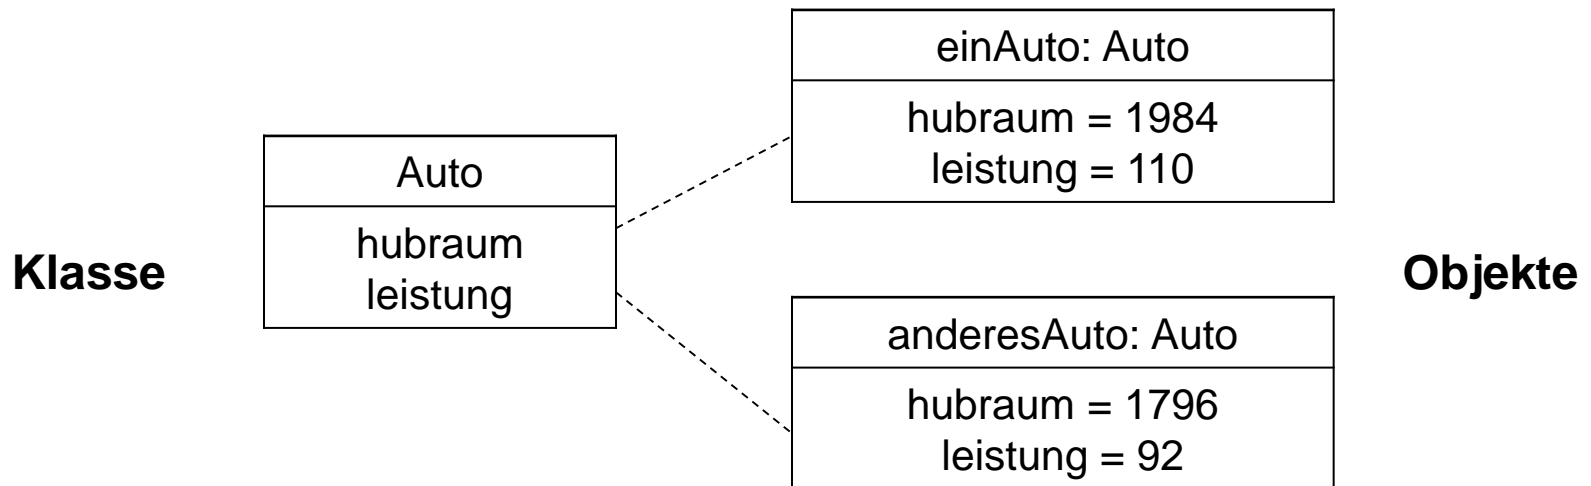 Klasse
Auto
hubraum
leistung
einAuto: Auto
hubraum = 1984
leistung = 110
anderesAuto: Auto
hubraum = 1796
leistung = 92
Objekte